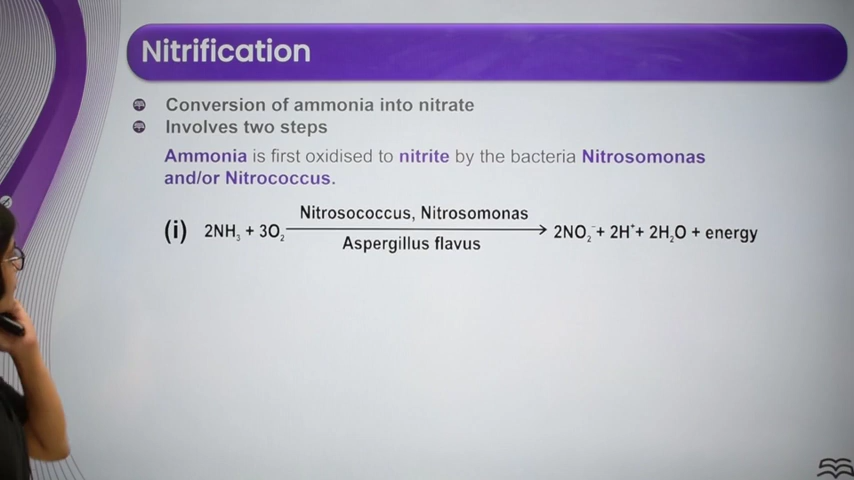 Nitrification
Conversion of ammonia into nitrate
Involves two steps
Ammonia is first oxidised to nitrite by the bacteria Nitrosomonas
and/or Nitrococcus.
Nitrosococcus, Nitrosomonas
(i) 2NH₃ + 3O₂ → 2NO₂⁻ + 2H⁺ + 2H₂O + energy
Aspergillus flavus